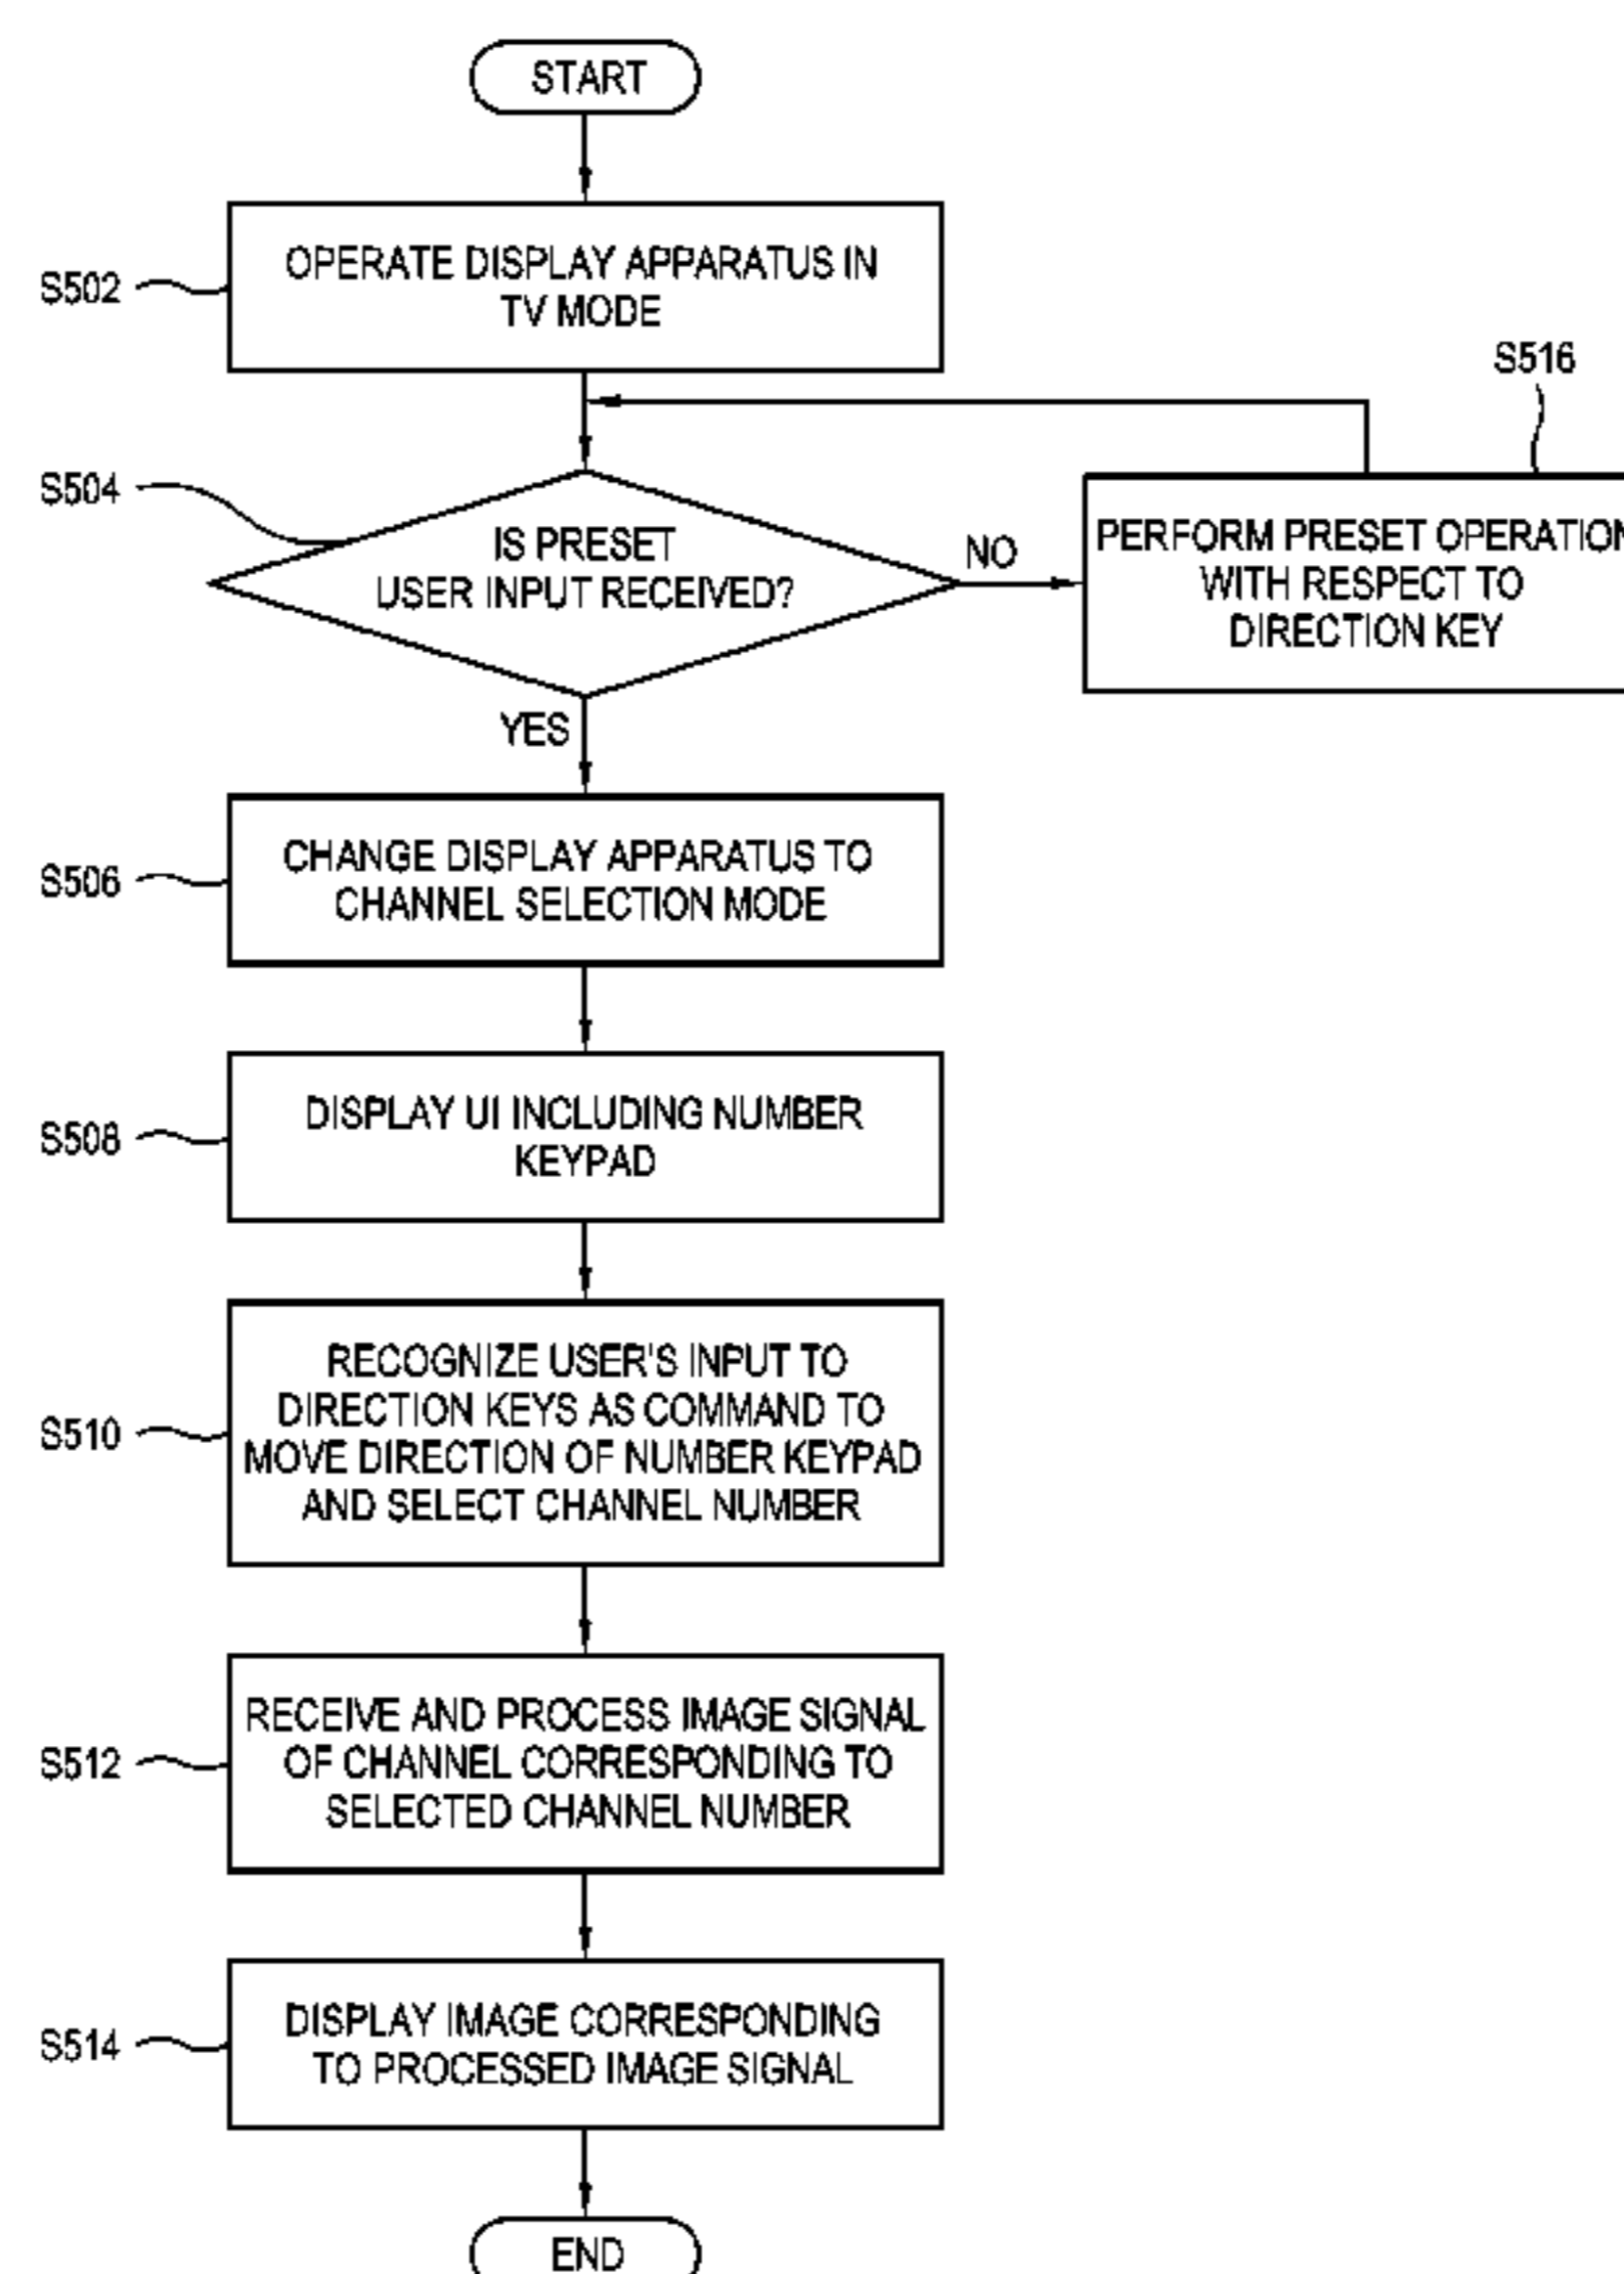 START
S502
OPERATE DISPLAY APPARATUS IN
TV MODE
S516
S504
IS PRESET
USER INPUT RECEIVED?
NO
PERFORM PRESET OPERATION
WITH RESPECT TO
DIRECTION KEY
YES
S506
CHANGE DISPLAY APPARATUS TO
CHANNEL SELECTION MODE
S508
DISPLAY UI INCLUDING NUMBER
KEYPAD
S510
RECOGNIZE USER'S INPUT TO
DIRECTION KEYS AS COMMAND TO
MOVE DIRECTION OF NUMBER KEYPAD
AND SELECT CHANNEL NUMBER
S512
RECEIVE AND PROCESS IMAGE SIGNAL
OF CHANNEL CORRESPONDING TO
SELECTED CHANNEL NUMBER
S514
DISPLAY IMAGE CORRESPONDING
TO PROCESSED IMAGE SIGNAL
END